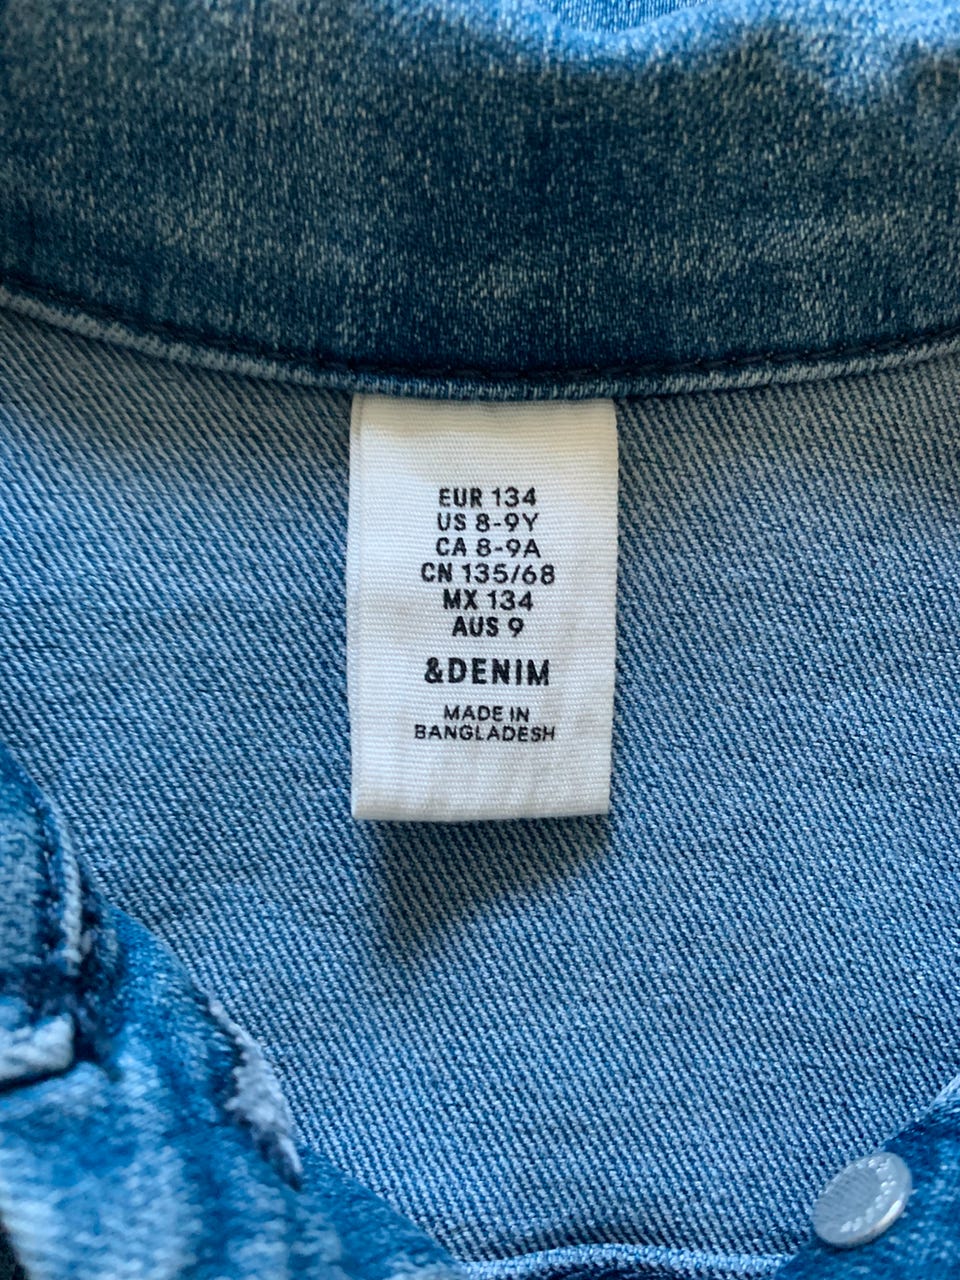 EUR 134
US 8-9Y
CA 8-9A
CN 135/68
MX 134
AUS 9
&DENIM
MADE IN
BANGLADESH